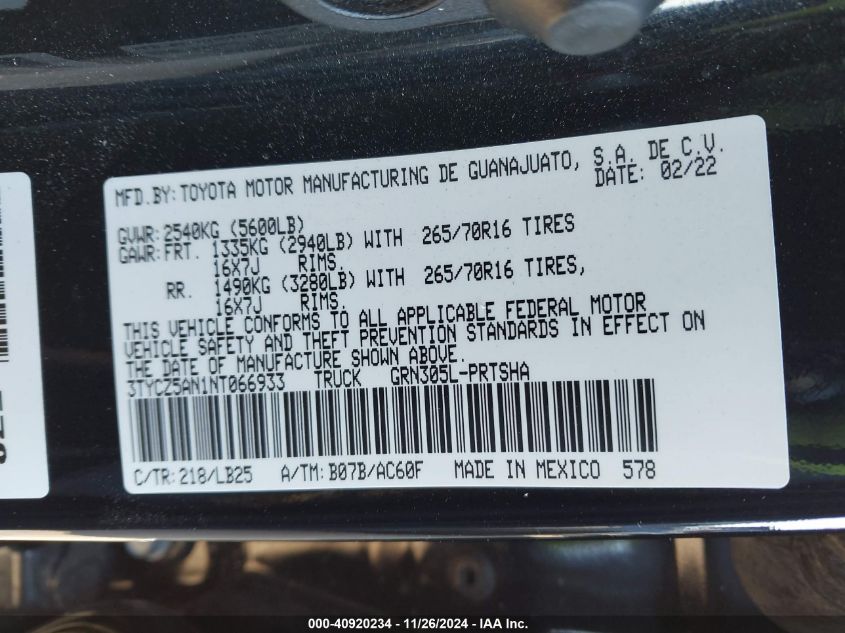 MFD.BY: TOYOTA MOTOR MANUFACTURING DE GUANAJUATO, S.A. DE C.V.
DATE: 02/22
GVWR: 2540KG (5600LB)
GAWR: FRT. 1335KG (2940LB) WITH 265/70R16 TIRES
16X7J RIMS,
RR. 1490KG (3280LB) WITH 265/70R16 TIRES,
16X7J RIMS.
THIS VEHICLE CONFORMS TO ALL APPLICABLE FEDERAL MOTOR
VEHICLE SAFETY AND THEFT PREVENTION STANDARDS IN EFFECT ON
THE DATE OF MANUFACTURE SHOWN ABOVE.
3TYCZ5AN1NT066933 TRUCK GRN305L-PRTSHA
C/TR: 218/LB25 A/TM: B07B/AC60F MADE IN MEXICO 578
000-40920234 - 11/26/2024 - IAA Inc.